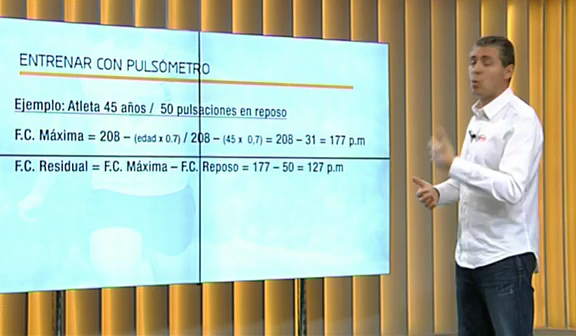 ENTRENAR CON PULSÓMETRO
Ejemplo: Atleta 45 años / 50 pulsaciones en reposo
F.C. Máxima = 208 – (edad x 0.7) / 208 – (45 x 0,7) = 208 – 31 = 177 p.m
F.C. Residual = F.C. Máxima – F.C. Reposo = 177 – 50 = 127 p.m